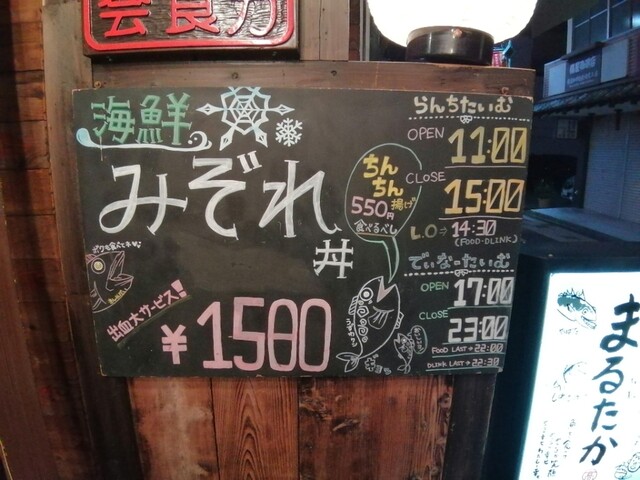 海鮮
みぞれ
丼
出血大サービス!
¥1580
ちん
ちん
揚げ
550円
食べるべし
らんちたいむ
OPEN 11:00
CLOSE 15:00
L.O→14:30
(FOOD・DLINK)
でぃなーたいむ
OPEN 17:00
CLOSE 23:00
FOOD LAST→22:00
DLINK LAST→22:30
まるたか